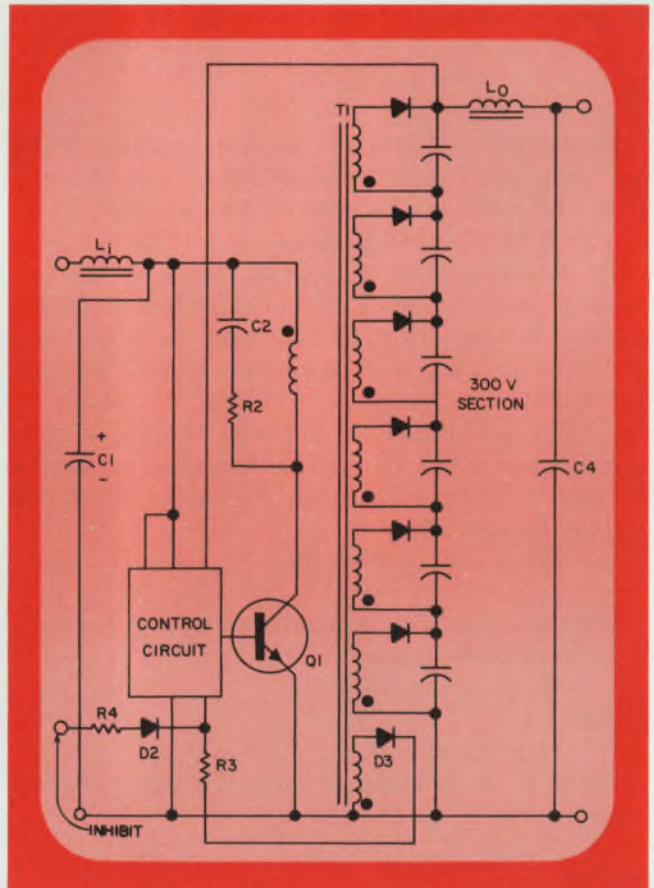 T1
Lo
Li
C2
R2
300 V
SECTION
+
C1
-
C4
CONTROL
CIRCUIT
Q1
R4
D2
R3
D3
INHIBIT